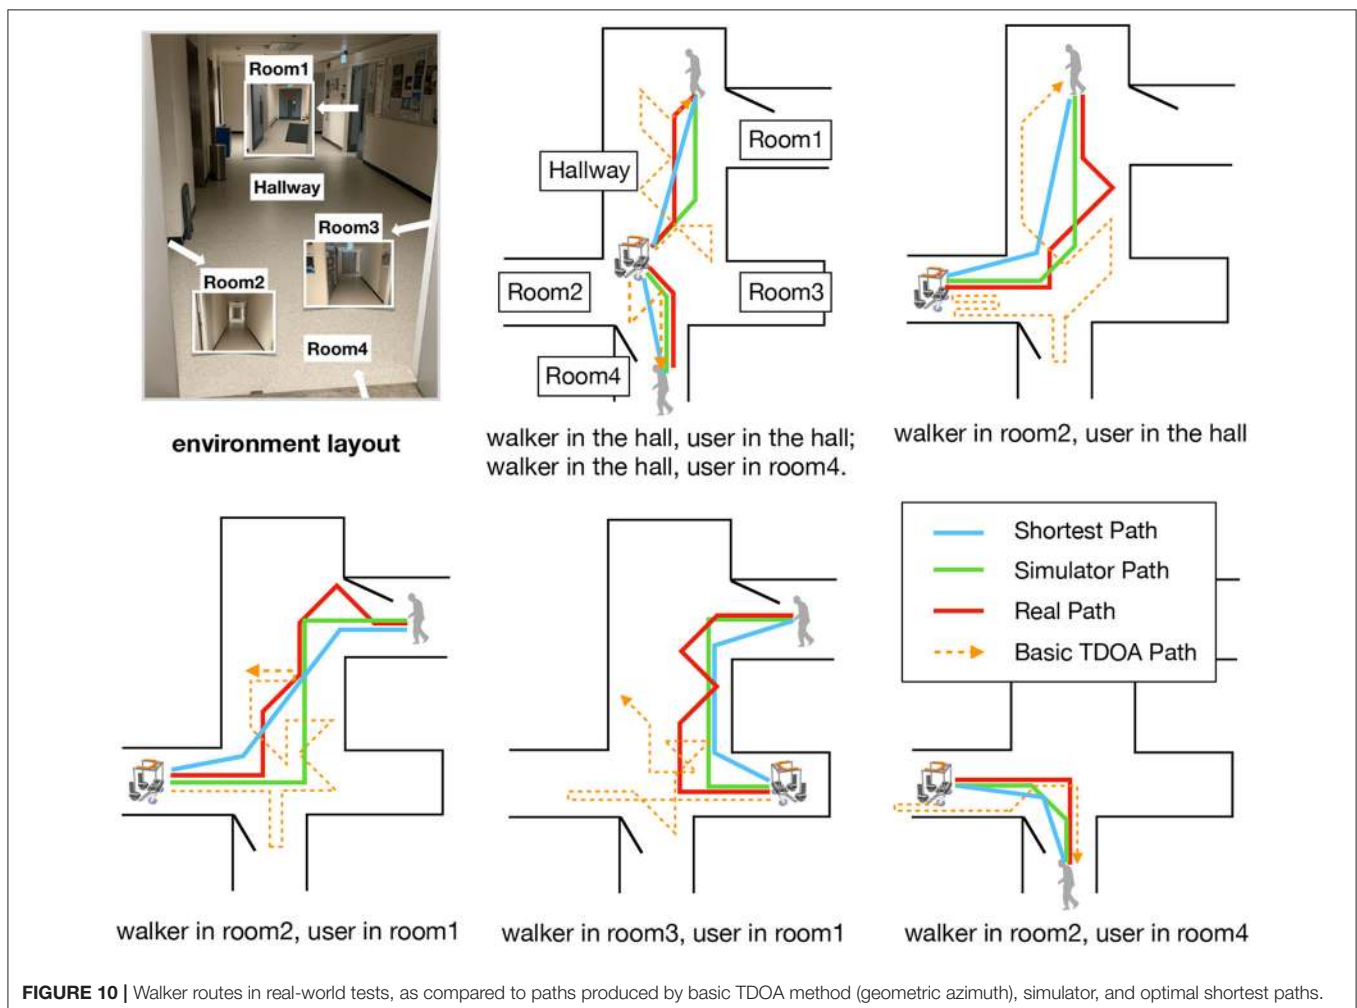 Room1
Hallway
Room3
Room2
Room4
environment layout
Room1
Hallway
Room2
Room3
Room4
walker in the hall, user in the hall;
walker in the hall, user in room4.
walker in room2, user in the hall
Shortest Path
Simulator Path
Real Path
Basic TDOA Path
walker in room2, user in room1
walker in room3, user in room1
walker in room2, user in room4
FIGURE 10 | Walker routes in real-world tests, as compared to paths produced by basic TDOA method (geometric azimuth), simulator, and optimal shortest paths.